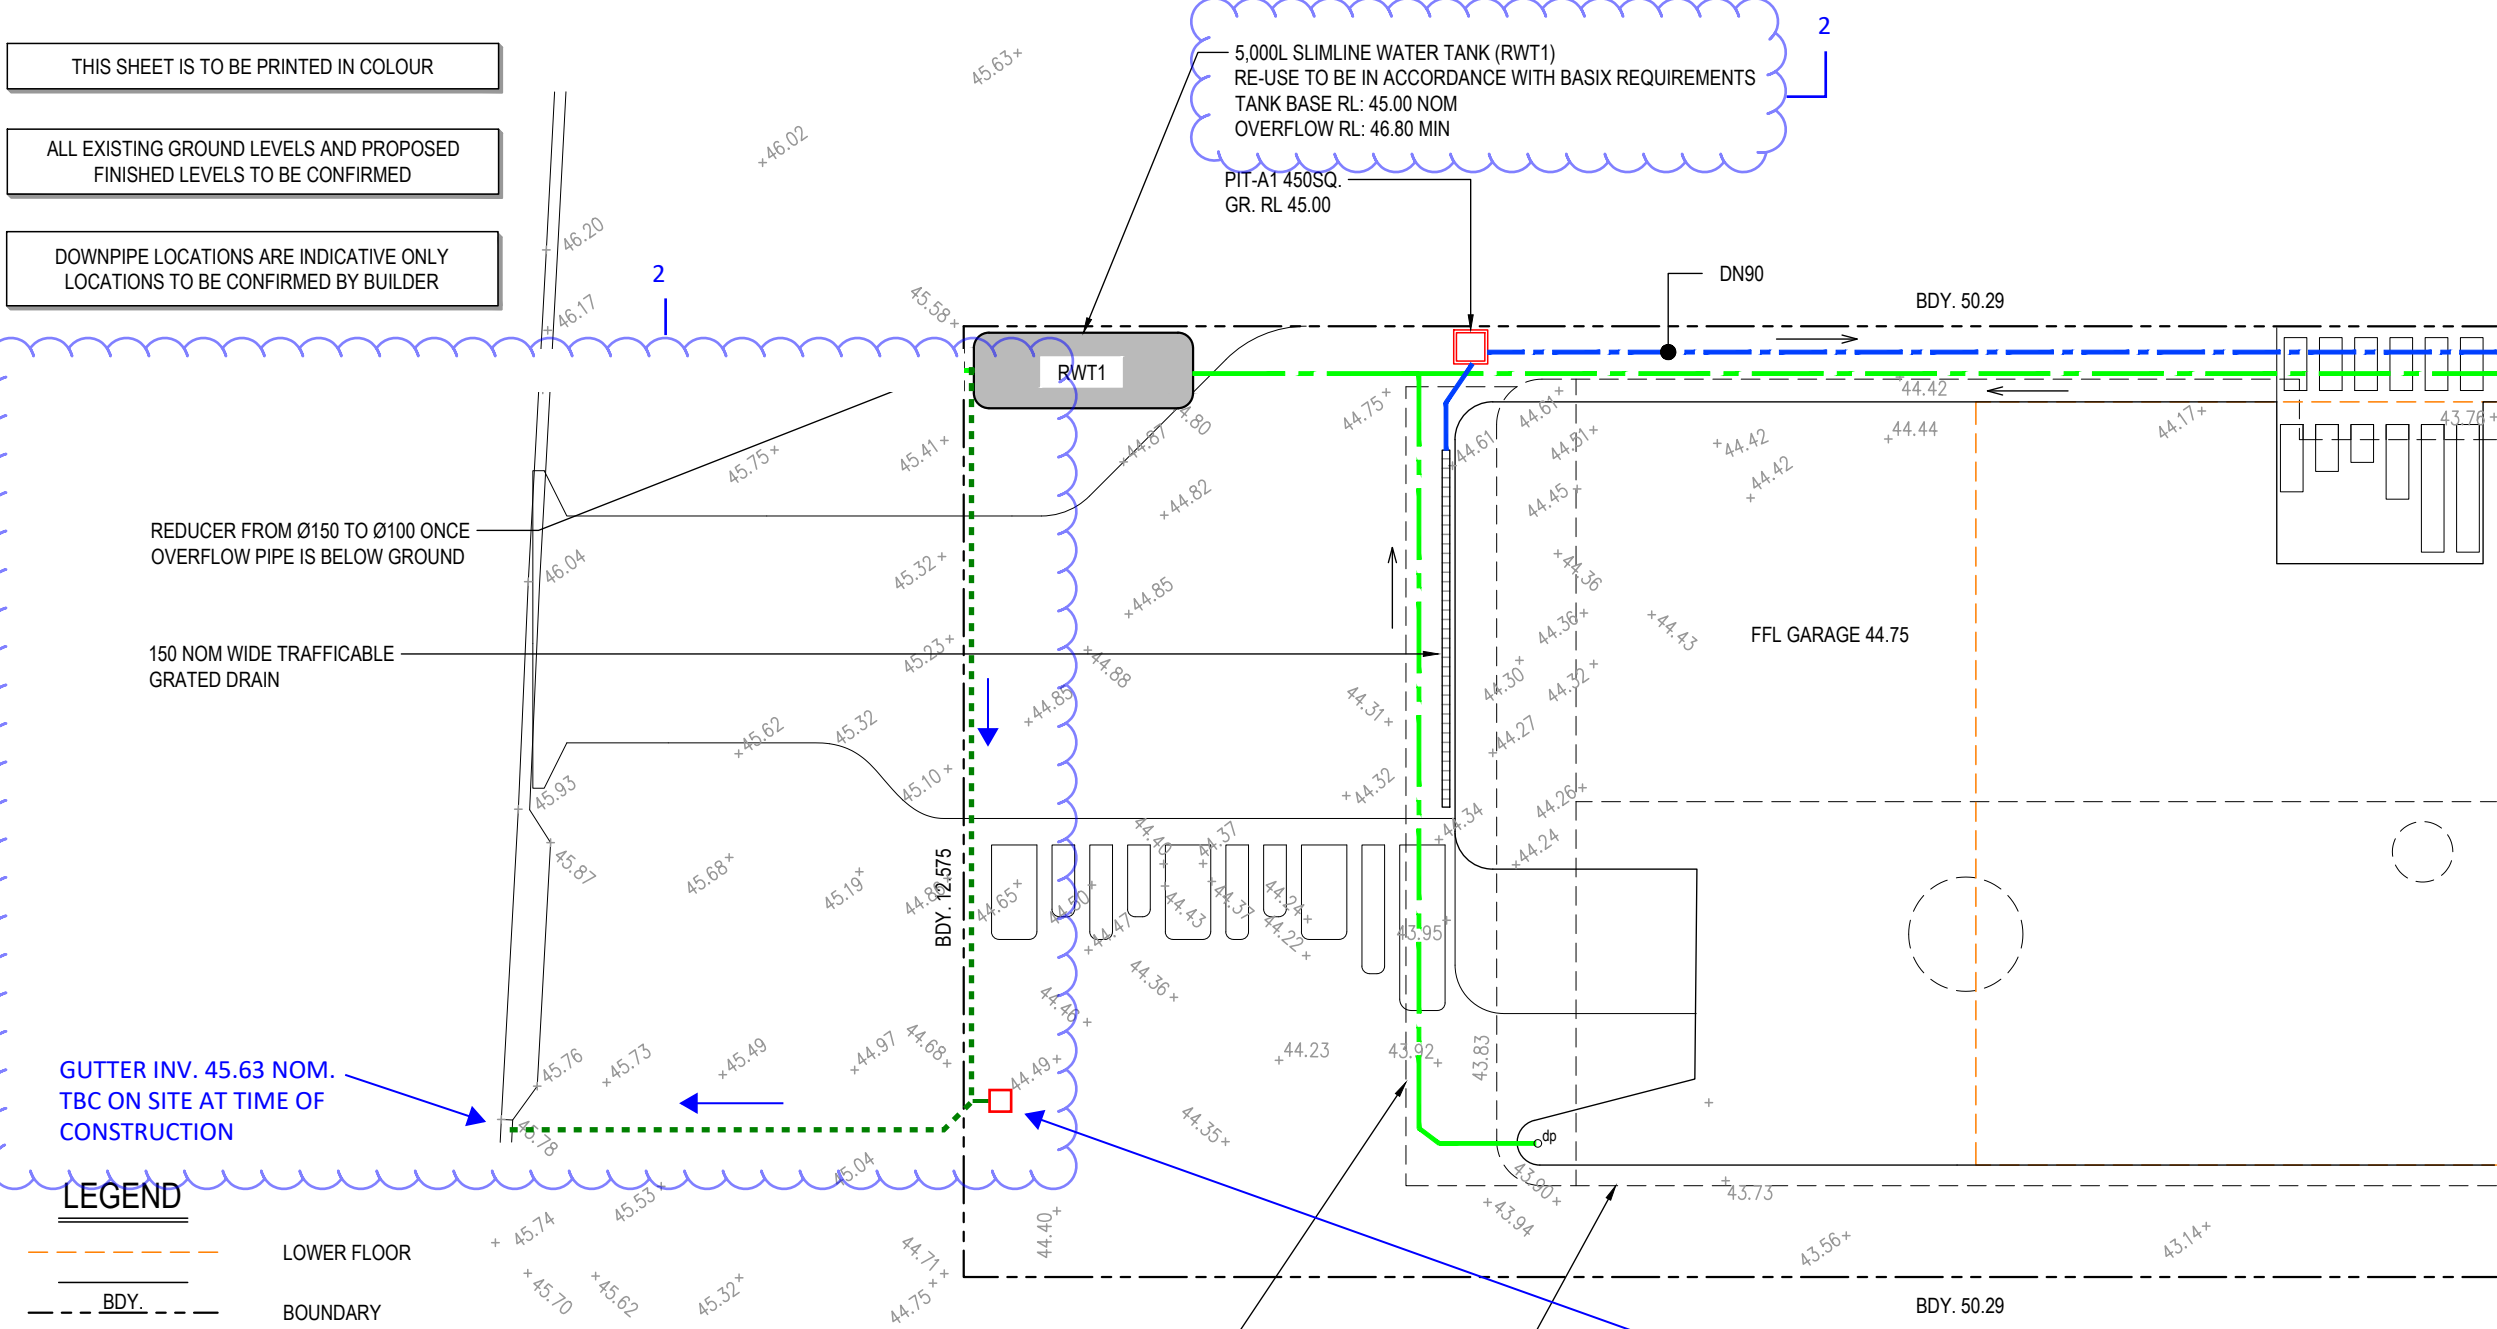 THIS SHEET IS TO BE PRINTED IN COLOUR
ALL EXISTING GROUND LEVELS AND PROPOSED
FINISHED LEVELS TO BE CONFIRMED
DOWNPIPE LOCATIONS ARE INDICATIVE ONLY
LOCATIONS TO BE CONFIRMED BY BUILDER
5,000L SLIMLINE WATER TANK (RWT1)
RE-USE TO BE IN ACCORDANCE WITH BASIX REQUIREMENTS
TANK BASE RL: 45.00 NOM
OVERFLOW RL: 46.80 MIN
2
PIT-A1 450SQ.
GR. RL 45.00
DN90
BDY. 50.29
2
RWT1
REDUCER FROM Ø150 TO Ø100 ONCE
OVERFLOW PIPE IS BELOW GROUND
150 NOM WIDE TRAFFICABLE
GRATED DRAIN
FFL GARAGE 44.75
BDY. 12.575
GUTTER INV. 45.63 NOM.
TBC ON SITE AT TIME OF
CONSTRUCTION
dp
LEGEND
LOWER FLOOR
BDY.
BOUNDARY
BDY. 50.29
45.63
46.02
46.20
46.17
45.58
45.75
45.41
44.87
44.80
44.82
44.75
44.61
44.61
44.51
44.45
44.42
44.42
44.42
44.44
44.17
43.76
46.04
45.32
44.85
44.36
44.36
44.43
45.23
44.88
44.85
44.31
44.30
44.32
44.27
45.62
45.32
45.10
44.32
44.34
44.26
44.24
45.93
45.87
45.68
45.19
44.86
44.65
44.50
44.47
44.40
44.37
44.43
44.37
44.24
44.22
43.95
44.36
44.46
44.23
43.92
43.83
45.76
45.73
45.49
44.97
44.68
44.49
44.35
45.78
45.04
45.53
45.74
45.70
45.62
45.32
44.71
44.75
44.40
43.90
43.94
43.73
43.56
43.14